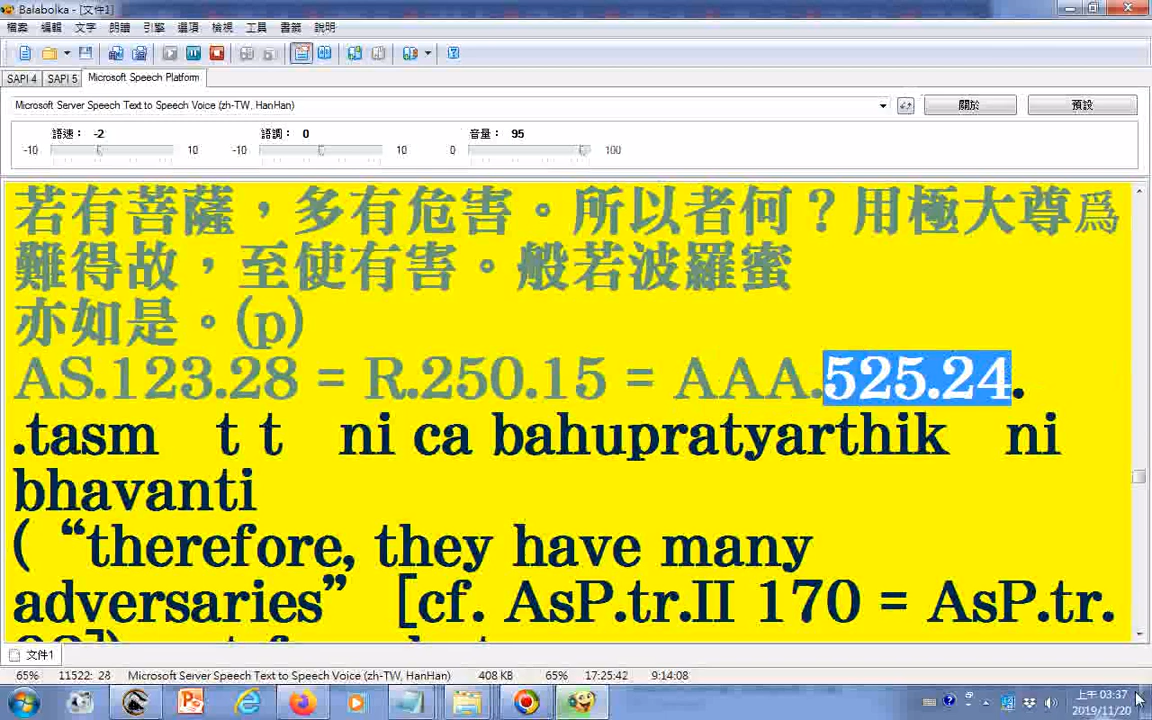 Balabolka - [文件1]
檔案 編輯 文字 朗讀 引擎 選項 檢視 工具 書籤 說明
SAPI 4 SAPI 5 Microsoft Speech Platform
Microsoft Server Speech Text to Speech Voice (zh-TW, HanHan) 關於 預設
語速： -2 語調： 0 音量： 95
-10 10 -10 10 0 100
若有菩薩，多有危害。所以者何？用極大尊爲
難得故，至使有害。般若波羅蜜
亦如是。(p)
AS.123.28 = R.250.15 = AAA.525.24.
.tasm t t ni ca bahupratyarthik ni
bhavanti
(“therefore, they have many
adversaries” [cf. AsP.tr.II 170 = AsP.tr.
文件1
65% 11522: 28 Microsoft Server Speech Text to Speech Voice (zh-TW, HanHan) 408 KB 65% 17:25:42 9:14:08
上午 03:37
2019/11/20